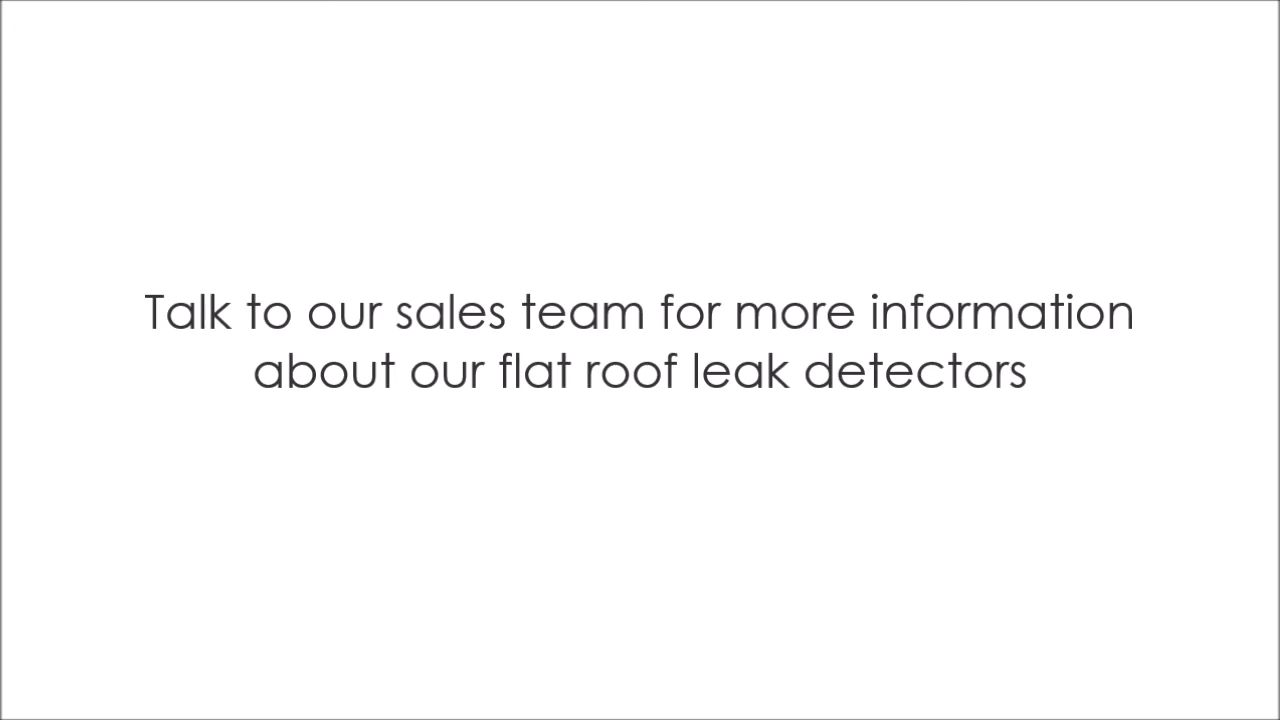 Talk to our sales team for more information
about our flat roof leak detectors